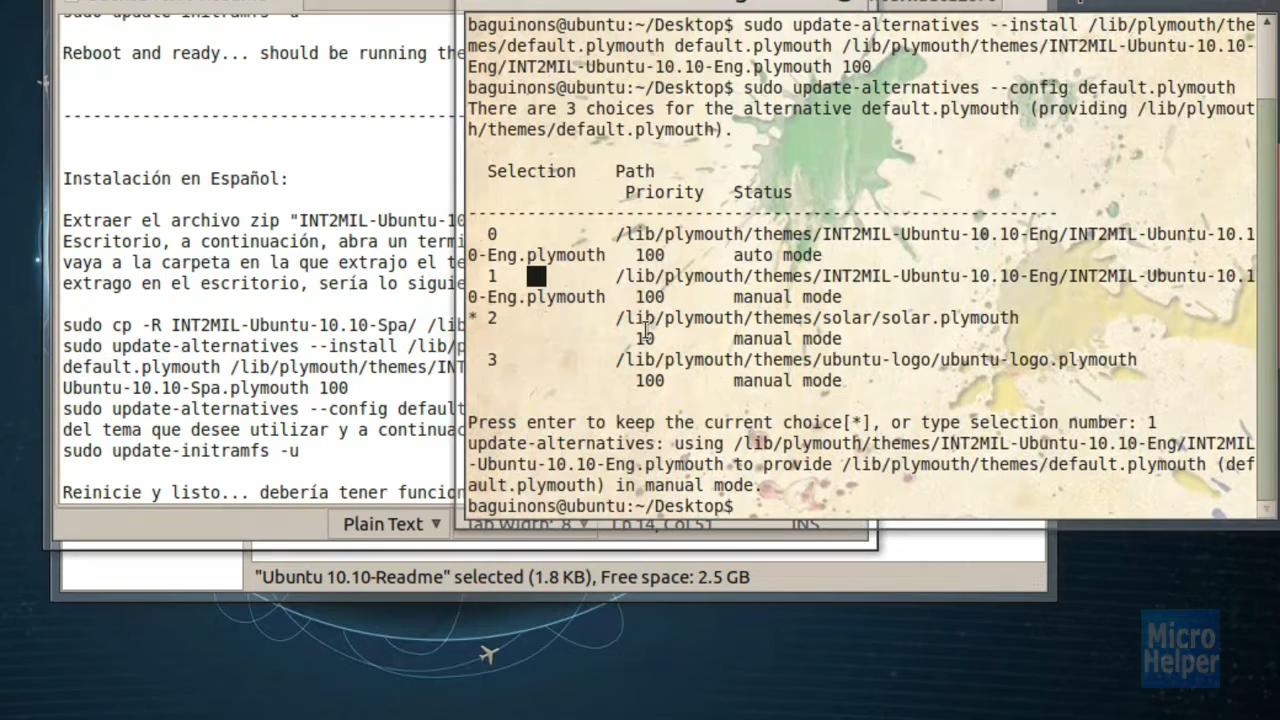 Reboot and ready... should be running the
--------------------------------------------
Instalación en Español:
Extraer el archivo zip "INT2MIL-Ubuntu-10
Escritorio, a continuación, abra un termi
vaya a la carpeta en la que extrajo el te
extrago en el escritorio, sería lo siguie
sudo cp -R INT2MIL-Ubuntu-10.10-Spa/ /lib
sudo update-alternatives --install /lib/p
default.plymouth /lib/plymouth/themes/INT
Ubuntu-10.10-Spa.plymouth 100
sudo update-alternatives --config default
del tema que desee utilizar y a continuac
sudo update-initramfs -u
Reinicie y listo... debería tener funcion
Plain Text ▼ Tab Width: 8 ▼ Ln 14, Col 51 INS
"Ubuntu 10.10-Readme" selected (1.8 KB), Free space: 2.5 GB
baguinons@ubuntu:~/Desktop$ sudo update-alternatives --install /lib/plymouth/the
mes/default.plymouth default.plymouth /lib/plymouth/themes/INT2MIL-Ubuntu-10.10-
Eng/INT2MIL-Ubuntu-10.10-Eng.plymouth 100
baguinons@ubuntu:~/Desktop$ sudo update-alternatives --config default.plymouth
There are 3 choices for the alternative default.plymouth (providing /lib/plymout
h/themes/default.plymouth).
Selection Path
Priority Status
------------------------------------------------------------
0 /lib/plymouth/themes/INT2MIL-Ubuntu-10.10-Eng/INT2MIL-Ubuntu-10.1
0-Eng.plymouth 100 auto mode
1 /lib/plymouth/themes/INT2MIL-Ubuntu-10.10-Eng/INT2MIL-Ubuntu-10.1
0-Eng.plymouth 100 manual mode
* 2 /lib/plymouth/themes/solar/solar.plymouth
10 manual mode
3 /lib/plymouth/themes/ubuntu-logo/ubuntu-logo.plymouth
100 manual mode
Press enter to keep the current choice[*], or type selection number: 1
update-alternatives: using /lib/plymouth/themes/INT2MIL-Ubuntu-10.10-Eng/INT2MIL
-Ubuntu-10.10-Eng.plymouth to provide /lib/plymouth/themes/default.plymouth (def
ault.plymouth) in manual mode.
baguinons@ubuntu:~/Desktop$
Micro
Helper